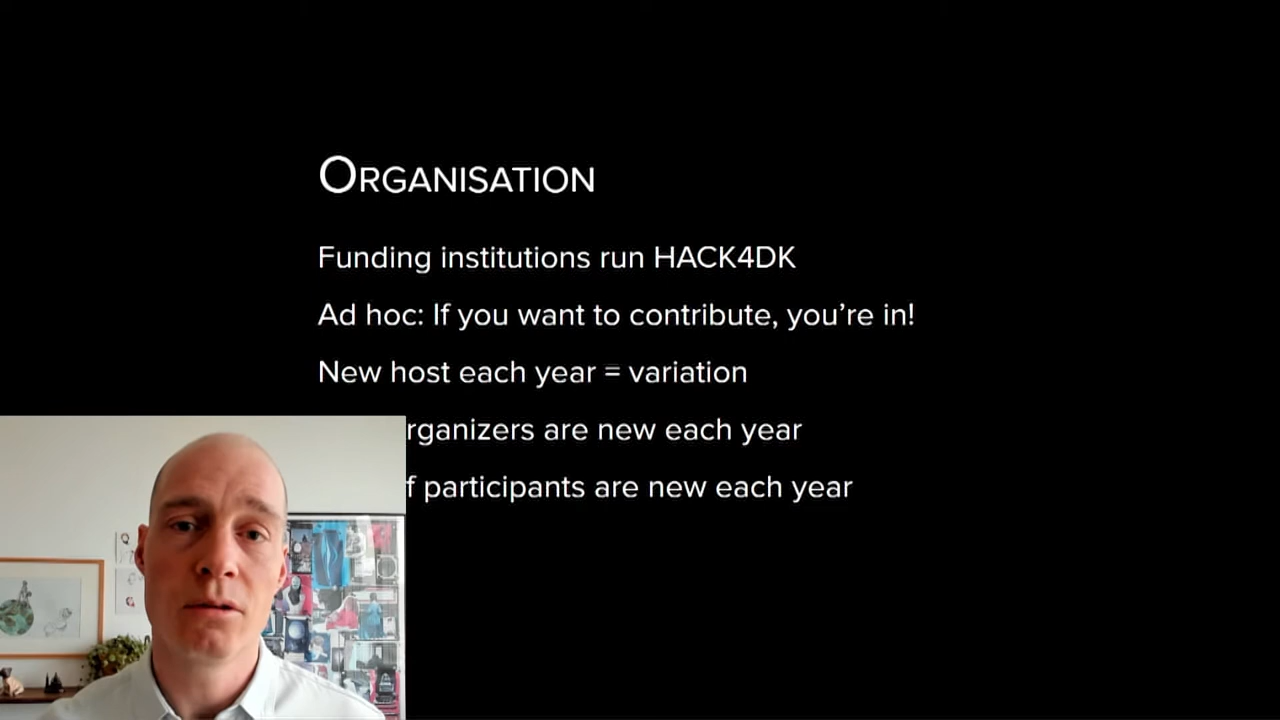 Organisation
Funding institutions run HACK4DK
Ad hoc: If you want to contribute, you're in!
New host each year = variation
are new each year
participants are new each year